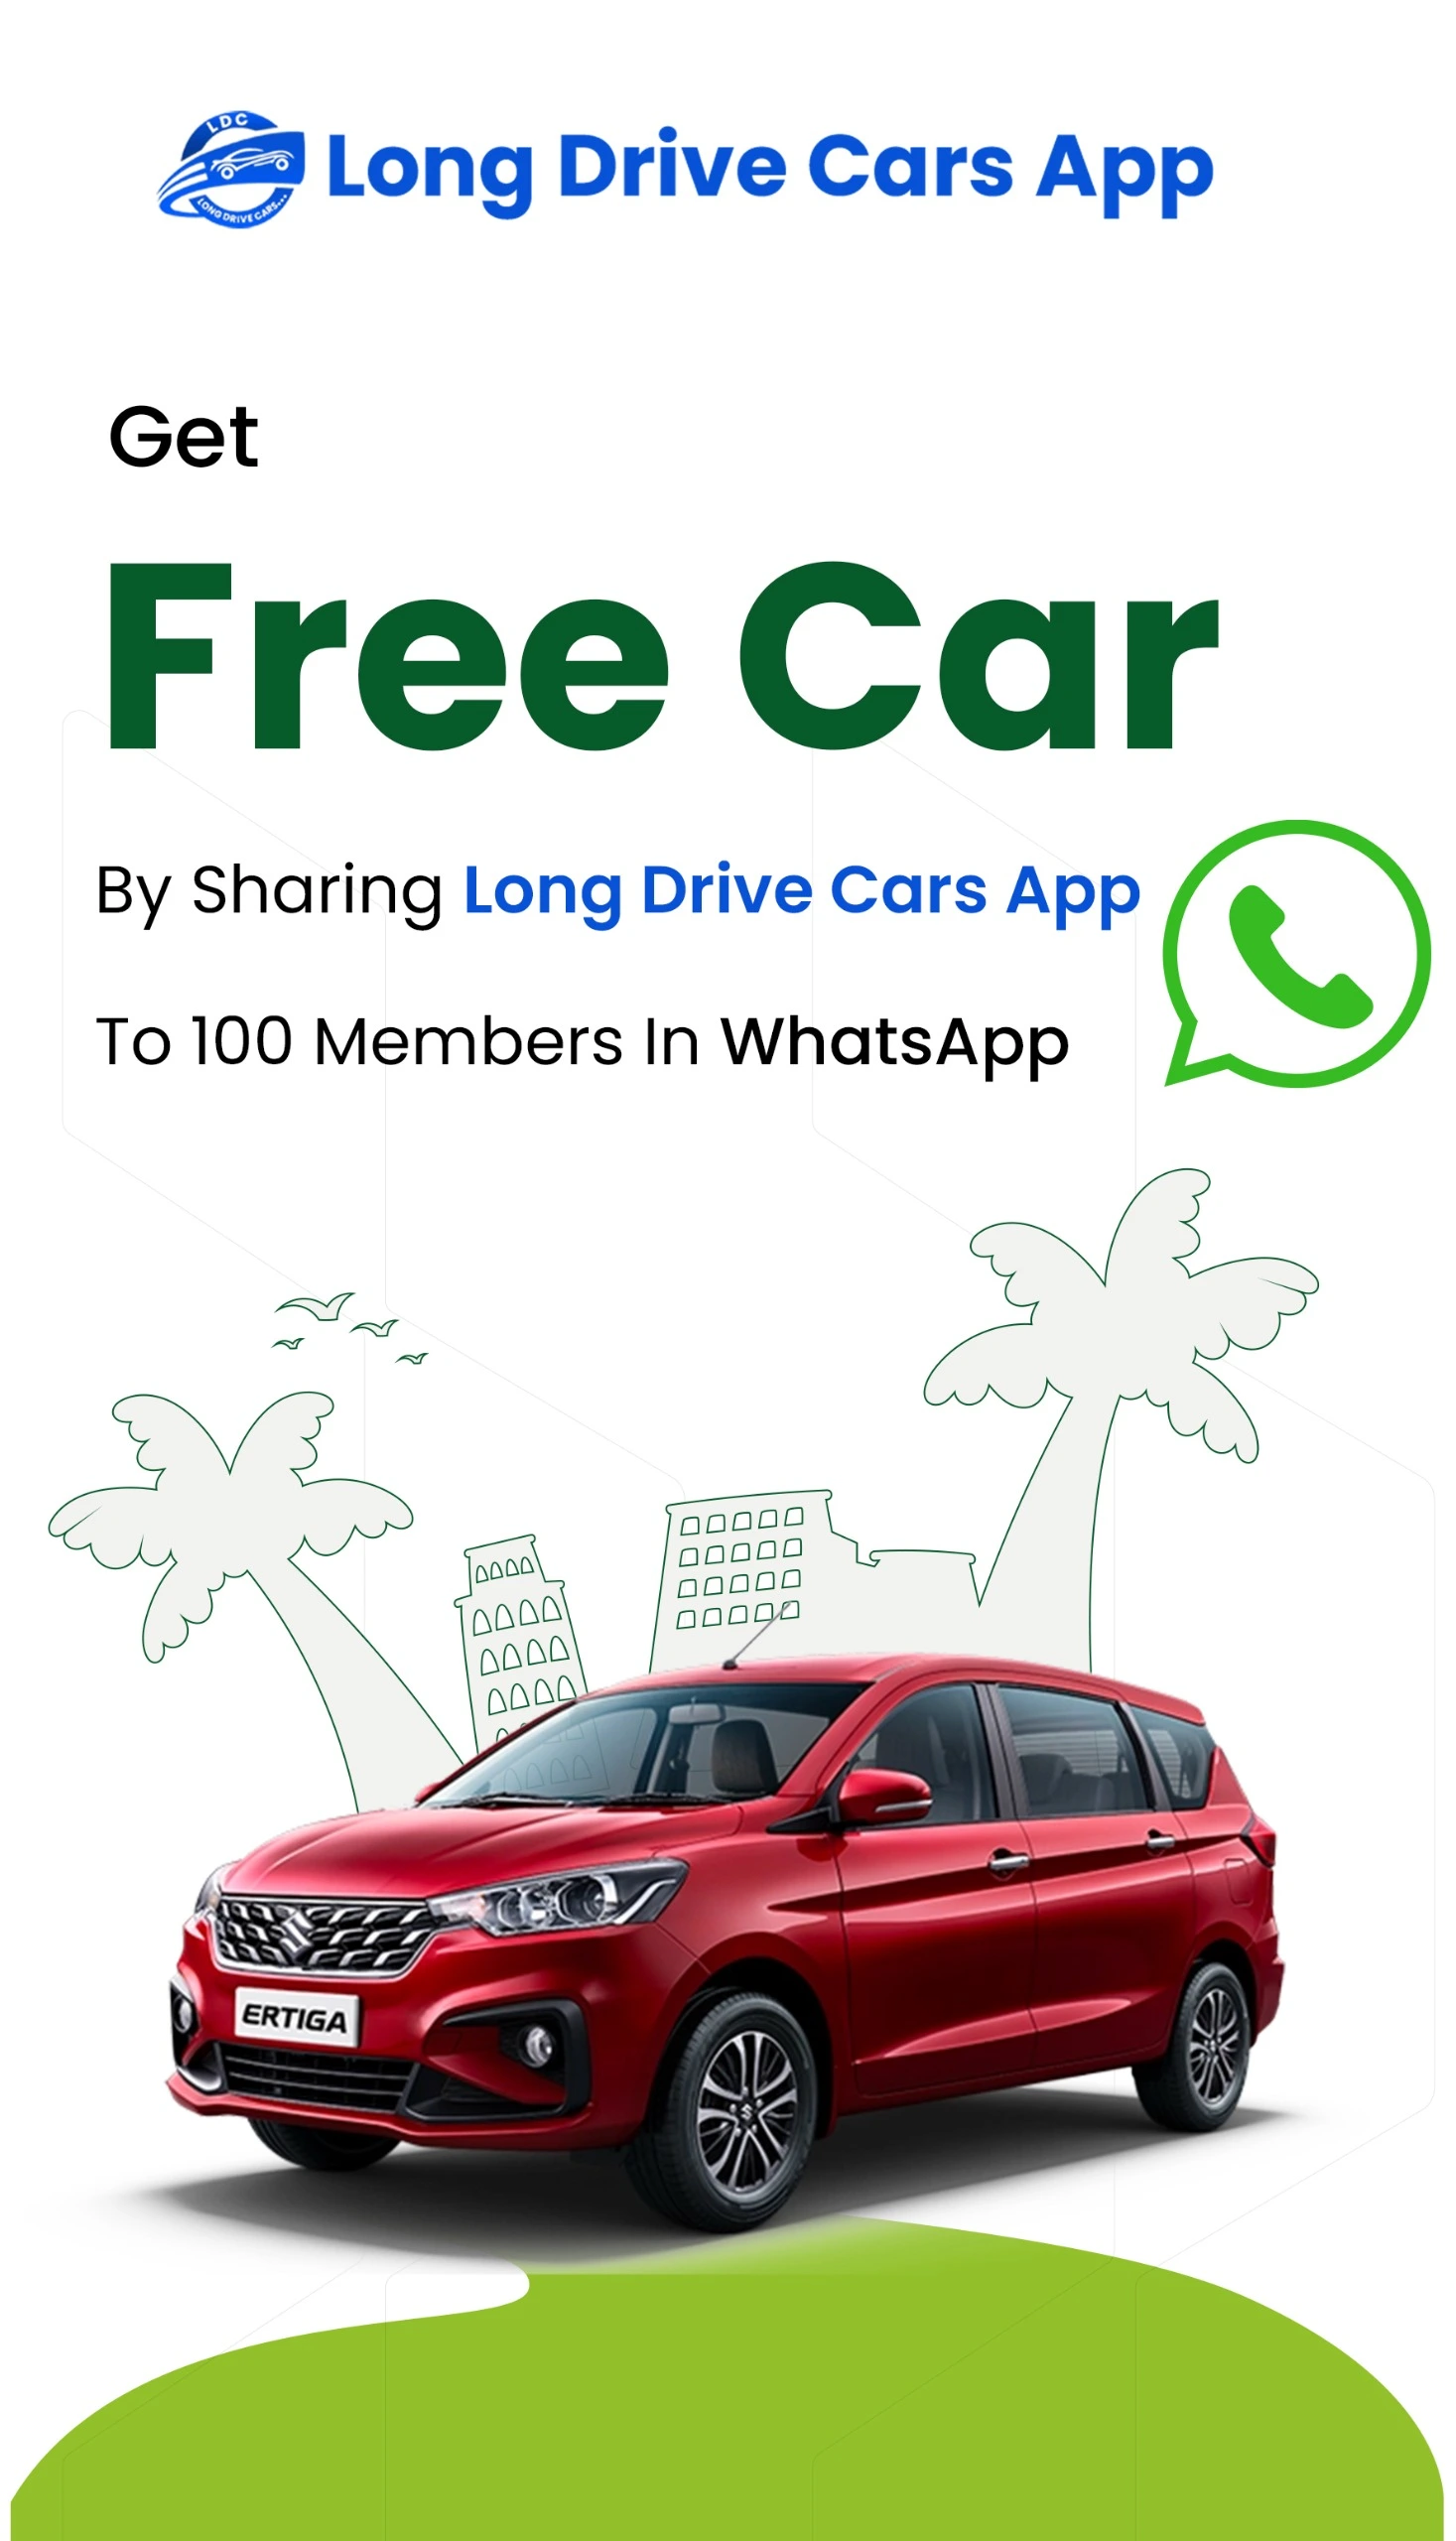 LDC
LONG DRIVE CARS...
Long Drive Cars App
Get
Free Car
By Sharing Long Drive Cars App
To 100 Members In WhatsApp
ERTIGA